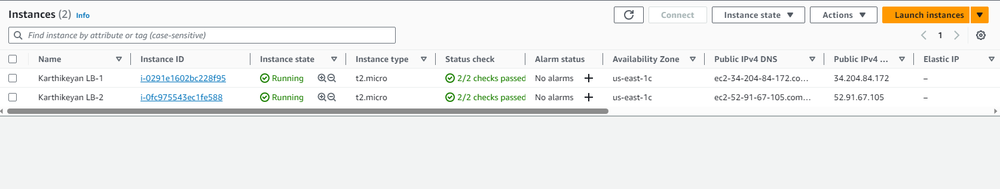 Instances (2) Info Connect Instance state Actions Launch instances
Find instance by attribute or tag (case-sensitive) 1
Name Instance ID Instance state Instance type Status check Alarm status Availability Zone Public IPv4 DNS Public IPv4 ... Elastic IP
Karthikeyan LB-1 i-0291e1602bc228f95 Running t2.micro 2/2 checks passed No alarms us-east-1c ec2-34-204-84-172.co... 34.204.84.172 –
Karthikeyan LB-2 i-0fc975543ec1fe588 Running t2.micro 2/2 checks passed No alarms us-east-1c ec2-52-91-67-105.com... 52.91.67.105 –